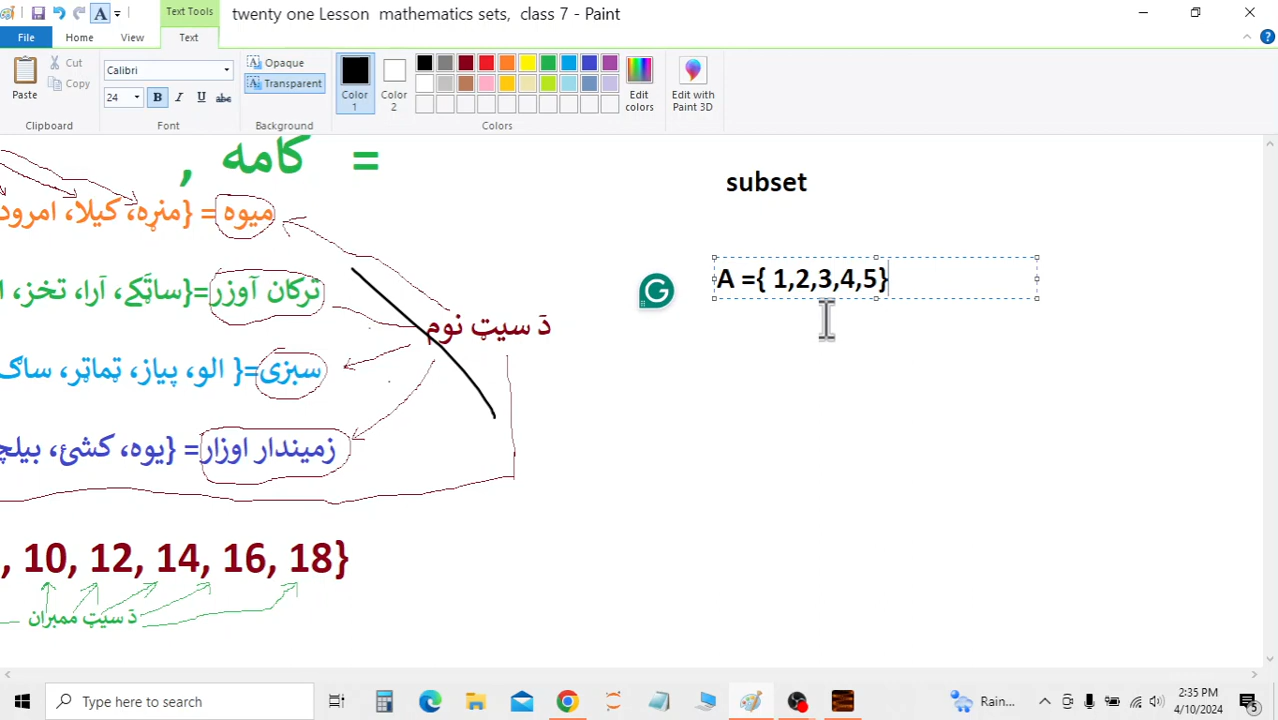 twenty one Lesson mathematics sets, class 7 - Paint
Text Tools
File Home View Text
Paste
Cut
Copy
Clipboard
Calibri
24
B I U abc
Font
Opaque
Transparent
Background
Color 1
Color 2
Edit colors
Colors
Edit with Paint 3D
= کامه ,
میوه = {منړه، کیلا، امرود
ترکان آوزر ={ساټکے، آرا، تخز، ا
سبزی ={ الو، پیاز، ټماټر، ساګ
زمیندار اوزار = {یوه، کشئ، بیلچ
دَ سیټ نوم
, 10, 12, 14, 16, 18}
دَ سیټ ممبران
subset
A ={ 1,2,3,4,5}
Type here to search
Rain...
2:35 PM
4/10/2024
5